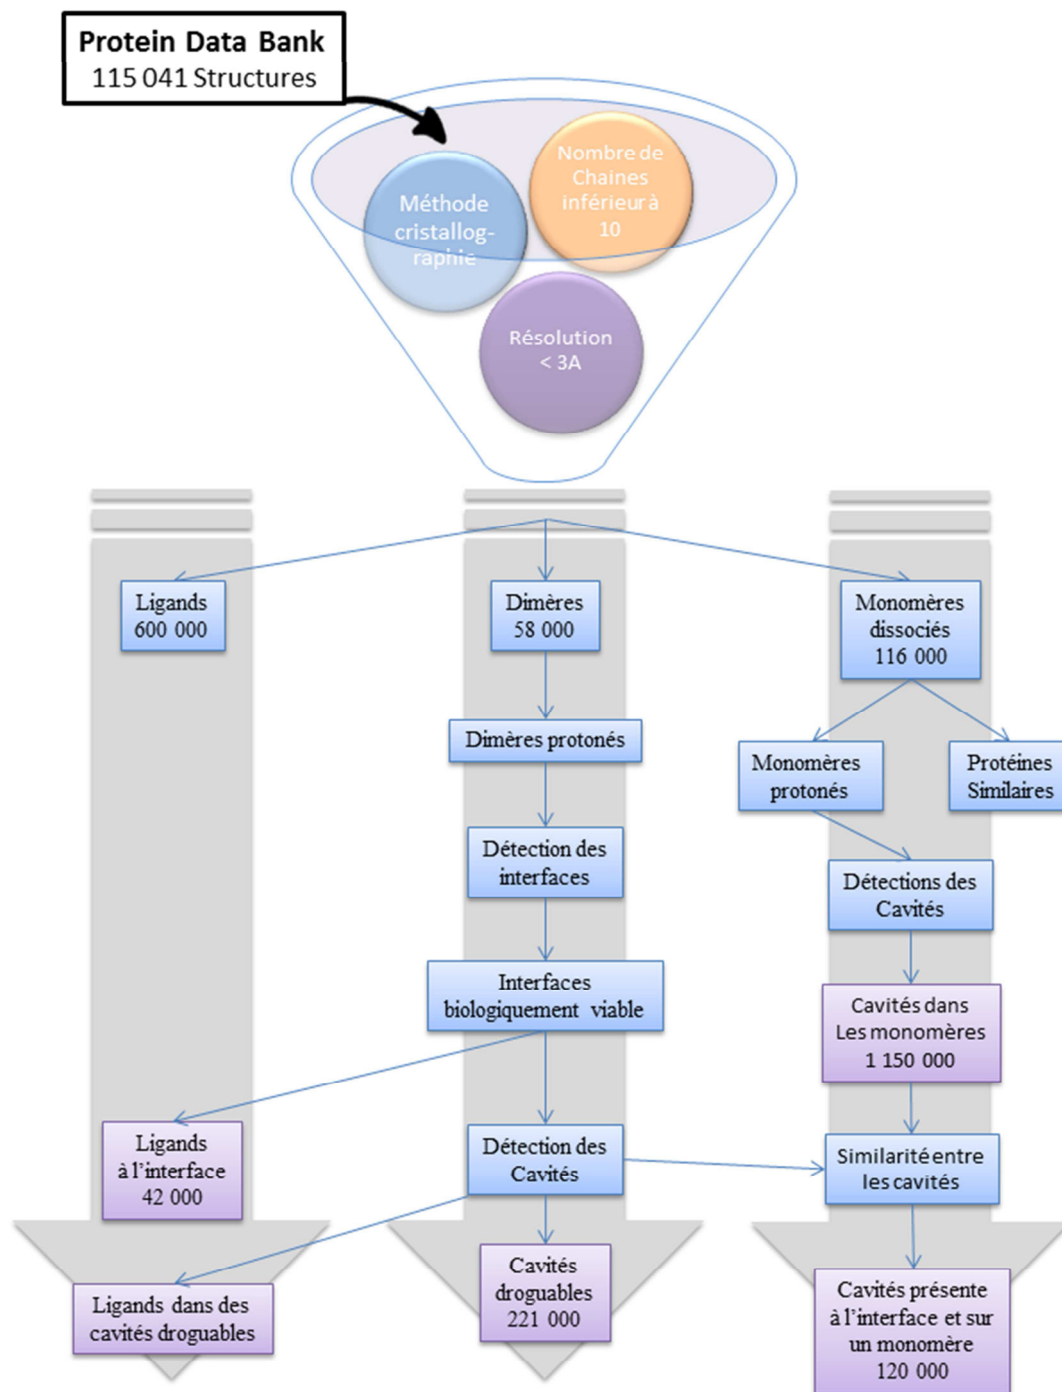 Protein Data Bank
115 041 Structures
Nombre de
Chaines
inférieur à
10
Méthode
cristallog-
raphie
Résolution
< 3A
Ligands
600 000
Dimères
58 000
Monomères
dissociés
116 000
Dimères protonés
Monomères
protonés
Protéines
Similaires
Détection des
interfaces
Détections des
Cavités
Interfaces
biologiquement viable
Cavités dans
Les monomères
1 150 000
Ligands
à l'interface
42 000
Détection des
Cavités
Similarité entre
les cavités
Ligands dans des
cavités droguables
Cavités
droguables
221 000
Cavités présente
à l'interface et sur
un monomère
120 000